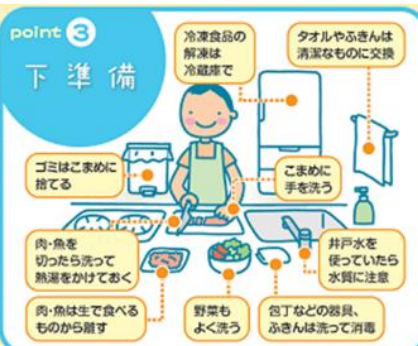 point 3
下準備
冷凍食品の
解凍は
冷蔵庫で
タオルやふきんは
清潔なものに交換
ゴミはこまめに
捨てる
こまめに
手を洗う
肉・魚を
切ったら洗って
熱湯をかけておく
井戸水を
使っていたら
水質に注意
肉・魚は生で食べる
ものから離す
野菜も
よく洗う
包丁などの器具、
ふきんは洗って消毒